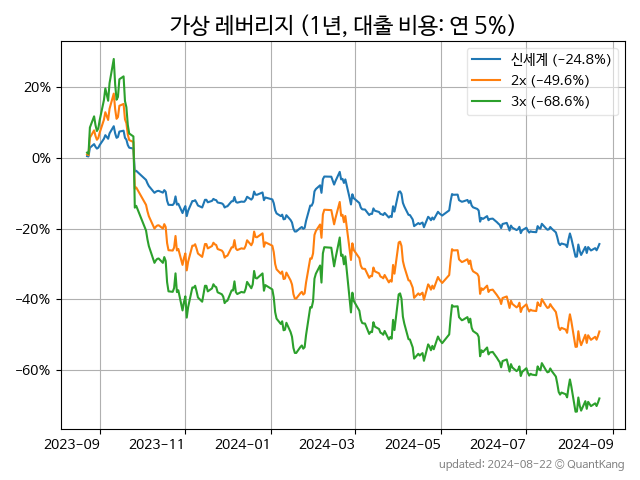 가상 레버리지 (1년, 대출 비용: 연 5%)
신세계 (−24.8%)
2x (−49.6%)
3x (−68.6%)
20%
0%
−20%
−40%
−60%
2023-09 2023-11 2024-01 2024-03 2024-05 2024-07 2024-09
updated: 2024-08-22 © QuantKang